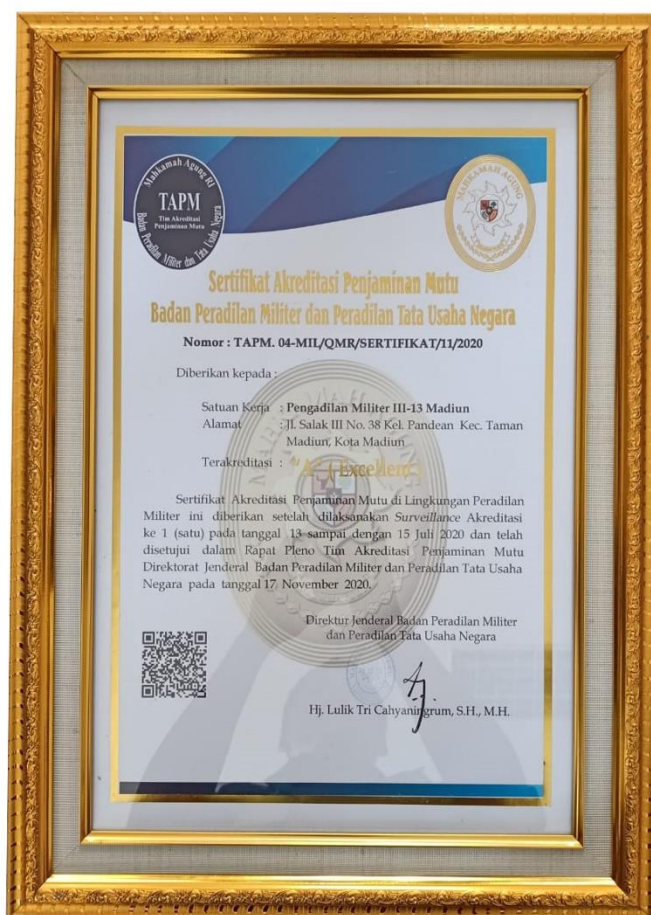 Mahkamah Agung RI
TAPM
Tim Akreditasi
Penjaminan Mutu
Badan Peradilan Militer dan Tata Usaha Negara
MAHKAMAH AGUNG
Sertifikat Akreditasi Penjaminan Mutu
Badan Peradilan Militer dan Peradilan Tata Usaha Negara
Nomor : TAPM. 04-MIL/QMR/SERTIFIKAT/11/2020
Diberikan kepada :
Satuan Kerja : Pengadilan Militer III-13 Madiun
Alamat : Jl. Salak III No. 38 Kel. Pandean Kec. Taman
Madiun, Kota Madiun
Terakreditasi : "A" ( Excellent )
Sertifikat Akreditasi Penjaminan Mutu di Lingkungan Peradilan
Militer ini diberikan setelah dilaksanakan Surveillance Akreditasi
ke 1 (satu) pada tanggal 13 sampai dengan 15 Juli 2020 dan telah
disetujui dalam Rapat Pleno Tim Akreditasi Penjaminan Mutu
Direktorat Jenderal Badan Peradilan Militer dan Peradilan Tata Usaha
Negara pada tanggal 17 November 2020.
Direktur Jenderal Badan Peradilan Militer
dan Peradilan Tata Usaha Negara
Hj. Lulik Tri Cahyaningrum, S.H., M.H.